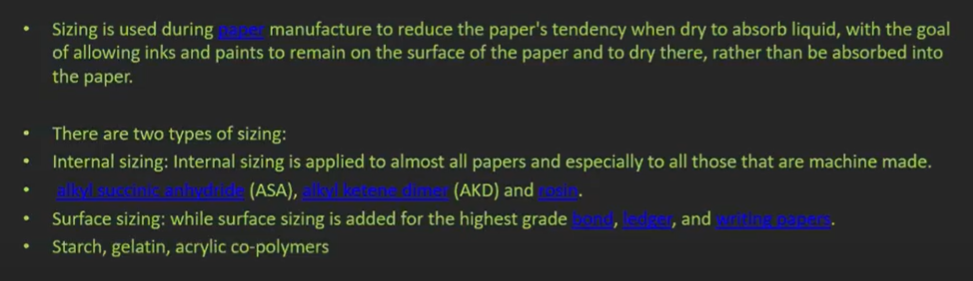 • Sizing is used during paper manufacture to reduce the paper's tendency when dry to absorb liquid, with the goal
of allowing inks and paints to remain on the surface of the paper and to dry there, rather than be absorbed into
the paper.
• There are two types of sizing:
• Internal sizing: Internal sizing is applied to almost all papers and especially to all those that are machine made.
• alkyl succinic anhydride (ASA), alkyl ketene dimer (AKD) and rosin.
• Surface sizing: while surface sizing is added for the highest grade bond, ledger, and writing papers.
• Starch, gelatin, acrylic co-polymers